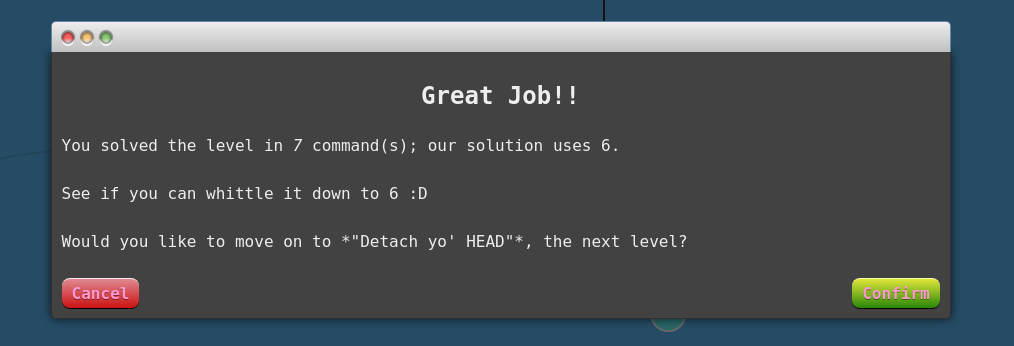 Great Job!!
You solved the level in 7 command(s); our solution uses 6.
See if you can whittle it down to 6 :D
Would you like to move on to *"Detach yo' HEAD"*, the next level?
Cancel
Confirm